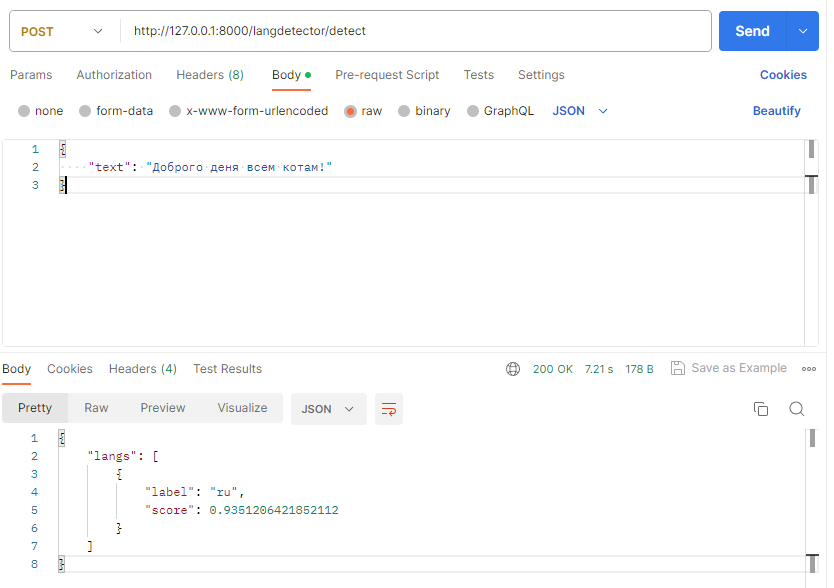 POST http://127.0.0.1:8000/langdetector/detect Send
Params Authorization Headers (8) Body Pre-request Script Tests Settings Cookies
none form-data x-www-form-urlencoded raw binary GraphQL JSON Beautify
1 {
2 "text": "Доброго деня всем котам!"
3 }
Body Cookies Headers (4) Test Results 200 OK 7.21 s 178 B Save as Example
Pretty Raw Preview Visualize JSON
1 {
2 "langs": [
3 {
4 "label": "ru",
5 "score": 0.9351206421852112
6 }
7 ]
8 }